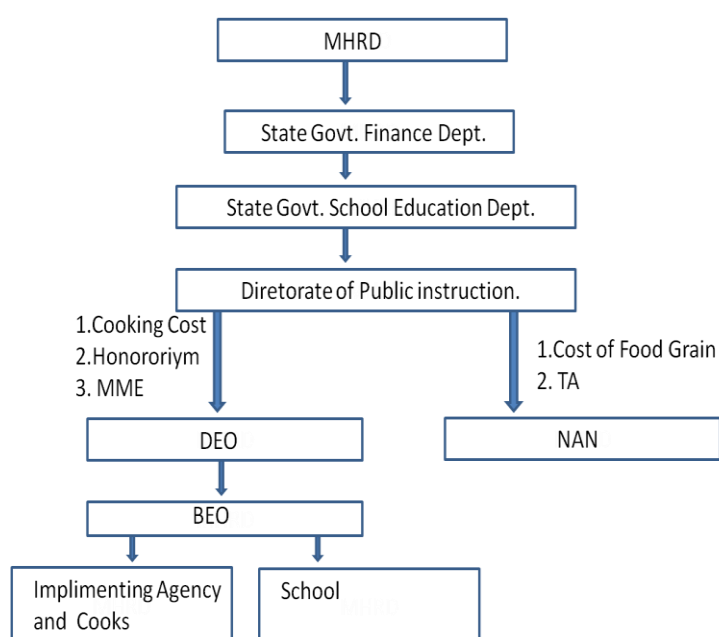 MHRD
State Govt. Finance Dept.
State Govt. School Education Dept.
Diretorate of Public instruction.
1.Cooking Cost
2.Honororiym
3. MME
1.Cost of Food Grain
2. TA
DEO
NAN
BEO
Implimenting Agency
and Cooks
School